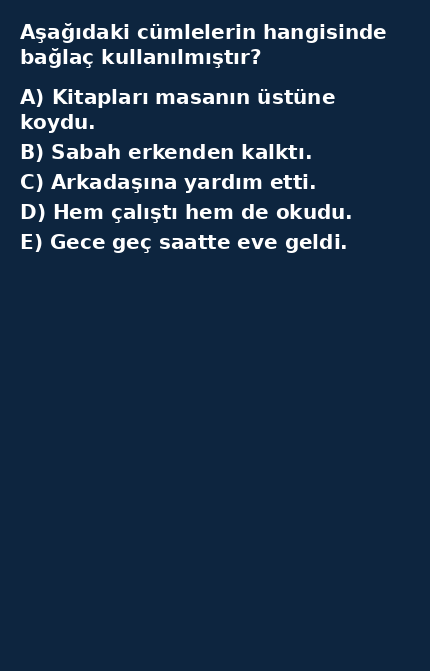 Aşağıdaki cümlelerin hangisinde
bağlaç kullanılmıştır?
A) Kitapları masanın üstüne
koydu.
B) Sabah erkenden kalktı.
C) Arkadaşına yardım etti.
D) Hem çalıştı hem de okudu.
E) Gece geç saatte eve geldi.